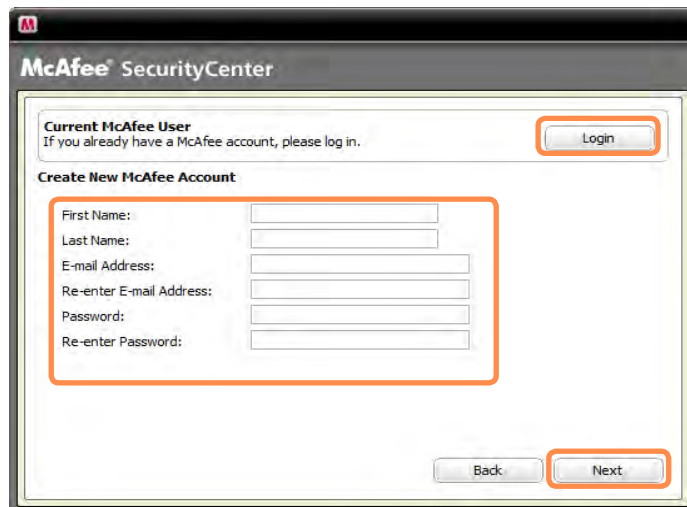 M
McAfee® SecurityCenter
Current McAfee User
If you already have a McAfee account, please log in.
Login
Create New McAfee Account
First Name:
Last Name:
E-mail Address:
Re-enter E-mail Address:
Password:
Re-enter Password:
Back
Next